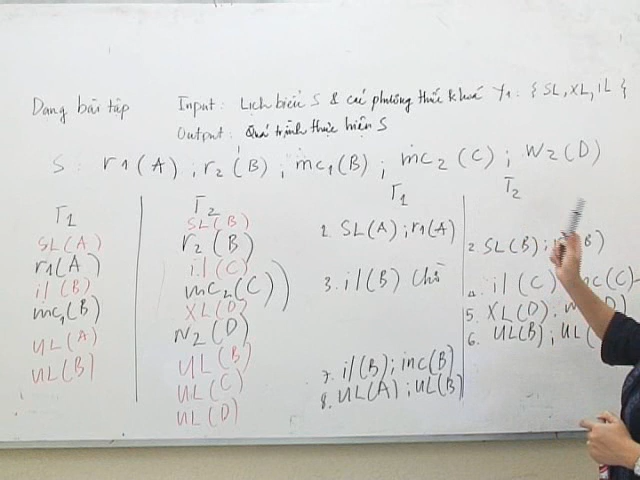 Dạng bài tập
Input: Lịch biểu S & các phương thức khoá Y1: { SL, XL, IL }
Output: Quá trình thực hiện S
S: r1(A) ; r2(B) ; inc1(B) ; inc2(C) ; W2(D)
T1
SL(A)
r1(A)
il(B)
inc1(B)
UL(A)
UL(B)
T2
SL(B)
r2(B)
il(C)
inc2(C)
XL(D)
W2(D)
UL(B)
UL(C)
UL(D)
T1
1. SL(A) ; r1(A)
3. il(B) chờ
7. il(B); inc(B)
8. UL(A) ; UL(B)
T2
2. SL(B) ; B)
4. il(C) inc(C)
5. XL(D).
6. UL(B); UL(